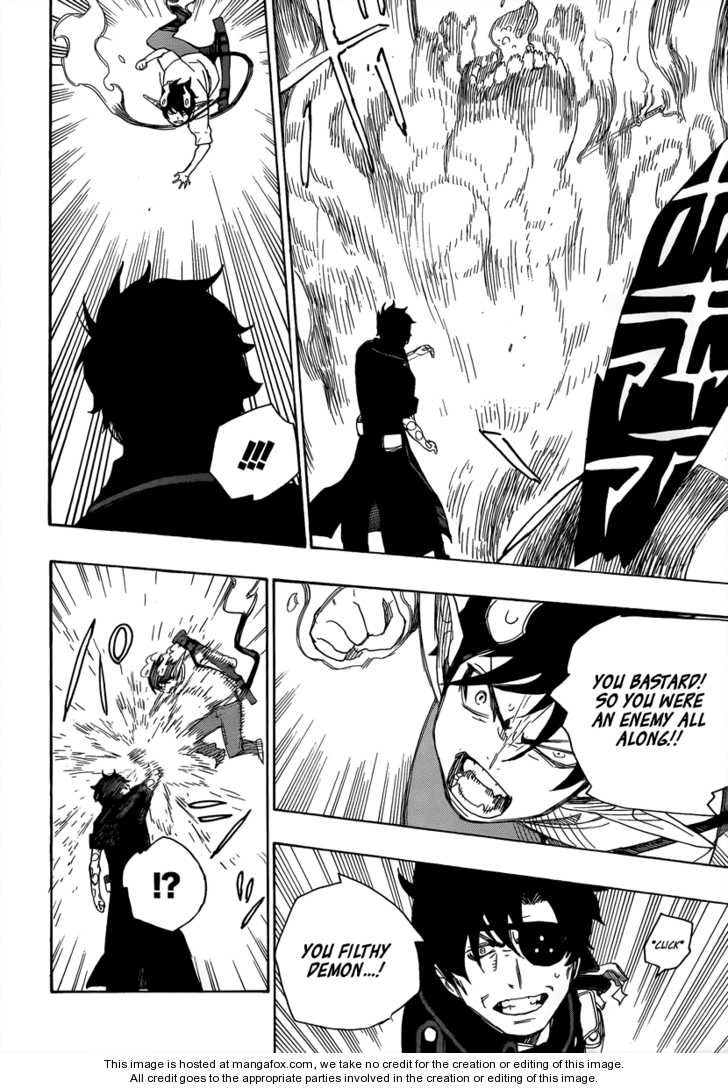 !!!
YOU BASTARD!
SO YOU WERE
AN ENEMY ALL
ALONG!!
!?
YOU FILTHY
DEMON...!
*CLICK*
This image is hosted at mangafox.com, we take no credit for the creation or editing of this image.
All credit goes to the appropriate parties involved in the creation or editing of this image.